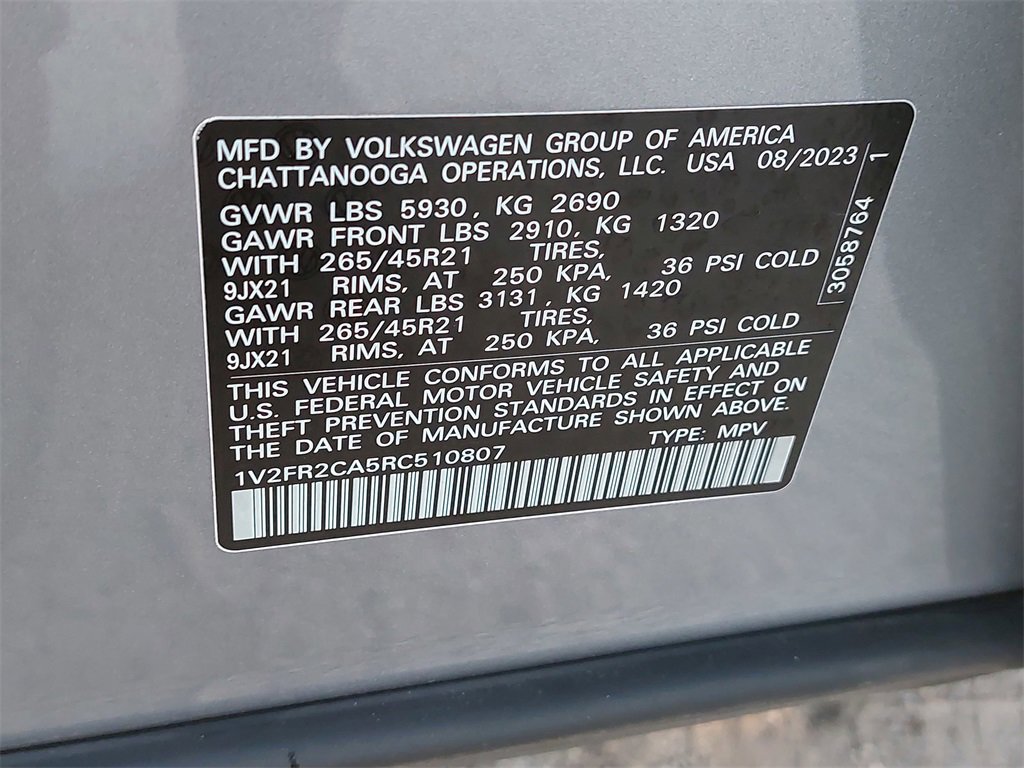 MFD BY VOLKSWAGEN GROUP OF AMERICA
CHATTANOOGA OPERATIONS, LLC. USA 08/2023
GVWR LBS 5930, KG 2690
GAWR FRONT LBS 2910, KG 1320
WITH 265/45R21 TIRES,
9JX21 RIMS, AT 250 KPA, 36 PSI COLD
GAWR REAR LBS 3131, KG 1420
WITH 265/45R21 TIRES,
9JX21 RIMS, AT 250 KPA, 36 PSI COLD
THIS VEHICLE CONFORMS TO ALL APPLICABLE
U.S. FEDERAL MOTOR VEHICLE SAFETY AND
THEFT PREVENTION STANDARDS IN EFFECT ON
THE DATE OF MANUFACTURE SHOWN ABOVE.
1V2FR2CA5RC510807 TYPE: MPV
3058764 1